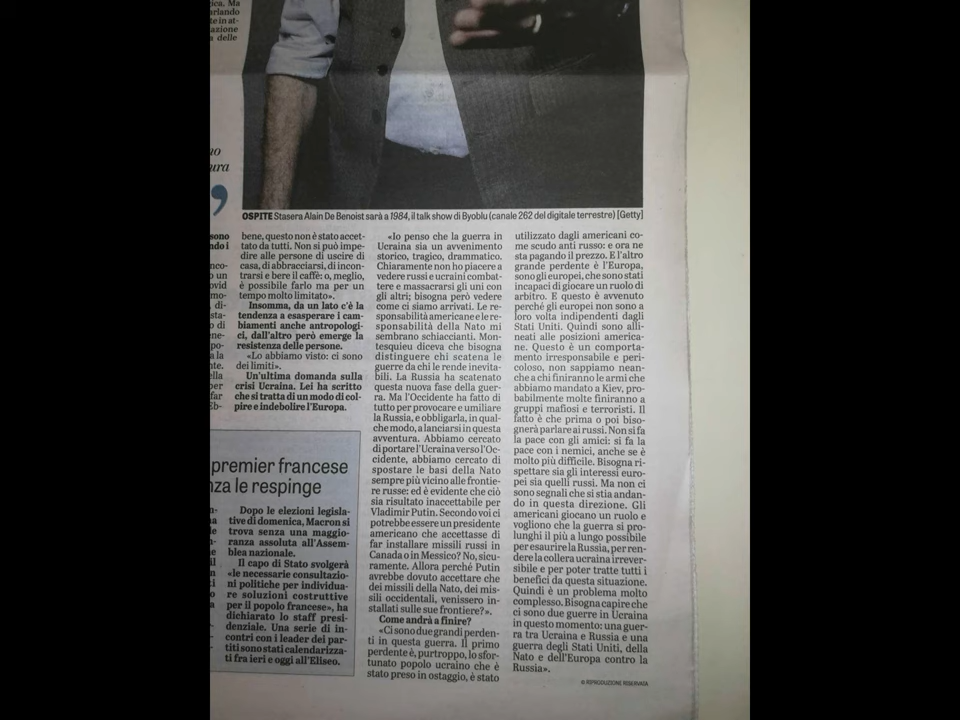 gica. Ma
arlando
te in at-
azione
a delle
no
ura
’
OSPITE Stasera Alain De Benoist sarà a 1984, il talk show di Byoblu (canale 262 del digitale terrestre) [Getty]
sono
ndo i
nco-
o un
ovid
mo-
di-
sta-
o di
ene-
po-
a la
nte.
ella
per
far
Eb-
bene, questo non è stato accet-
tato da tutti. Non si può impe-
dire alle persone di uscire di
casa, di abbracciarsi, di incon-
trarsi e bere il caffè: o, meglio,
è possibile farlo ma per un
tempo molto limitato».
Insomma, da un lato c'è la
tendenza a esasperare i cam-
biamenti anche antropologi-
ci, dall'altro però emerge la
resistenza delle persone.
«Lo abbiamo visto: ci sono
dei limiti».
Un'ultima domanda sulla
crisi Ucraina. Lei ha scritto
che si tratta di un modo di col-
pire e indebolire l'Europa.
«Io penso che la guerra in
Ucraina sia un avvenimento
storico, tragico, drammatico.
Chiaramente non ho piacere a
vedere russi e ucraini combat-
tere e massacrarsi gli uni con
gli altri; bisogna però vedere
come ci siamo arrivati. Le re-
sponsabilità americane e le re-
sponsabilità della Nato mi
sembrano schiaccianti. Mon-
tesquieu diceva che bisogna
distinguere chi scatena le
guerre da chi le rende inevita-
bili. La Russia ha scatenato
questa nuova fase della guer-
ra. Ma l'Occidente ha fatto di
tutto per provocare e umiliare
la Russia, e obbligarla, in qual-
che modo, a lanciarsi in questa
avventura. Abbiamo cercato
di portare l'Ucraina verso l'Oc-
cidente, abbiamo cercato di
spostare le basi della Nato
sempre più vicino alle frontie-
re russe: ed è evidente che ciò
sia risultato inaccettabile per
Vladimir Putin. Secondo voi ci
potrebbe essere un presidente
americano che accettasse di
far installare missili russi in
Canada o in Messico? No, sicu-
ramente. Allora perché Putin
avrebbe dovuto accettare che
dei missili della Nato, dei mis-
sili occidentali, venissero in-
stallati sulle sue frontiere?».
Come andrà a finire?
«Ci sono due grandi perden-
ti in questa guerra. Il primo
perdente è, purtroppo, lo sfor-
tunato popolo ucraino che è
stato preso in ostaggio, è stato
utilizzato dagli americani co-
me scudo anti russo: e ora ne
sta pagando il prezzo. E l'altro
grande perdente è l'Europa,
sono gli europei, che sono stati
incapaci di giocare un ruolo di
arbitro. E questo è avvenuto
perché gli europei non sono a
loro volta indipendenti dagli
Stati Uniti. Quindi sono alli-
neati alle posizioni america-
ne. Questo è un comporta-
mento irresponsabile e peri-
coloso, non sappiamo nean-
che a chi finiranno le armi che
abbiamo mandato a Kiev, pro-
babilmente molte finiranno a
gruppi mafiosi e terroristi. Il
fatto è che prima o poi biso-
gnerà parlare ai russi. Non si fa
la pace con gli amici: si fa la
pace con i nemici, anche se è
molto più difficile. Bisogna ri-
spettare sia gli interessi euro-
pei sia quelli russi. Ma non ci
sono segnali che si stia andan-
do in questa direzione. Gli
americani giocano un ruolo e
vogliono che la guerra si pro-
lunghi il più a lungo possibile
per esaurire la Russia, per ren-
dere la collera ucraina irrever-
sibile e per poter trarre tutti i
benefici da questa situazione.
Quindi è un problema molto
complesso. Bisogna capire che
ci sono due guerre in Ucraina
in questo momento: una guer-
ra tra Ucraina e Russia e una
guerra degli Stati Uniti, della
Nato e dell'Europa contro la
Russia».
© RIPRODUZIONE RISERVATA
premier francese
nza le respinge
Dopo le elezioni legisla-
tive di domenica, Macron si
trova senza una maggio-
ranza assoluta all'Assem-
blea nazionale.
Il capo di Stato svolgerà
«le necessarie consultazio-
ni politiche per individua-
re soluzioni costruttive
per il popolo francese», ha
dichiarato lo staff presi-
denziale. Una serie di in-
contri con i leader dei par-
titi sono stati calendarizza-
ti fra ieri e oggi all'Eliseo.